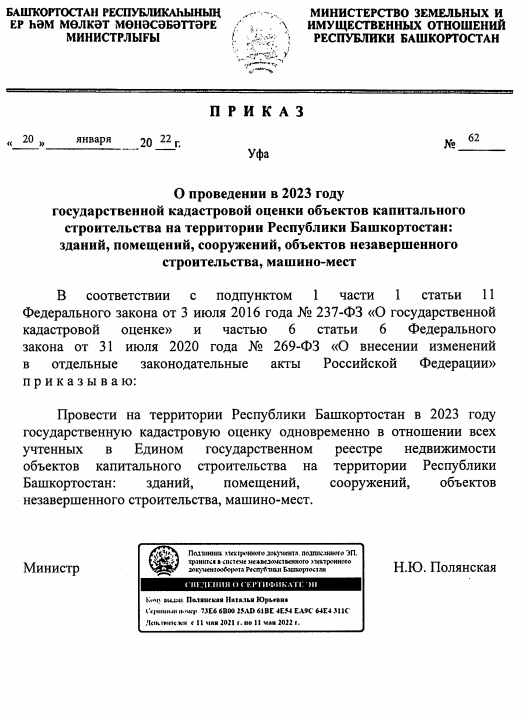 БАШҠОРТОСТАН РЕСПУБЛИКАҺЫНЫҢ
ЕР ҺӘМ МӨЛКӘТ МӨНӘСӘБӘТТӘРЕ
МИНИСТРЛЫҒЫ
МИНИСТЕРСТВО ЗЕМЕЛЬНЫХ И
ИМУЩЕСТВЕННЫХ ОТНОШЕНИЙ
РЕСПУБЛИКИ БАШКОРТОСТАН
П Р И К А З
« 20 » января 20 22 г. № 62
Уфа
О проведении в 2023 году
государственной кадастровой оценки объектов капитального
строительства на территории Республики Башкортостан:
зданий, помещений, сооружений, объектов незавершенного
строительства, машино-мест
В соответствии с подпунктом 1 части 1 статьи 11
Федерального закона от 3 июля 2016 года № 237-ФЗ «О государственной
кадастровой оценке» и частью 6 статьи 6 Федерального
закона от 31 июля 2020 года № 269-ФЗ «О внесении изменений
в отдельные законодательные акты Российской Федерации»
п р и к а з ы в а ю:
Провести на территории Республики Башкортостан в 2023 году
государственную кадастровую оценку одновременно в отношении всех
учтенных в Едином государственном реестре недвижимости
объектов капитального строительства на территории Республики
Башкортостан: зданий, помещений, сооружений, объектов
незавершенного строительства, машино-мест.
Министр
Подлинник электронного документа, подписанного ЭП,
хранится в системе межведомственного электронного
документооборота Республики Башкортостан
СВЕДЕНИЯ О СЕРТИФИКАТЕ ЭП
Кому выдан: Полянская Наталья Юрьевна
Серийный номер 73E6 6B00 25AD 61BE 4E54 EA9C 64E4 311C
Действителен с 11 мая 2021 г. по 11 мая 2022 г.
Н.Ю. Полянская